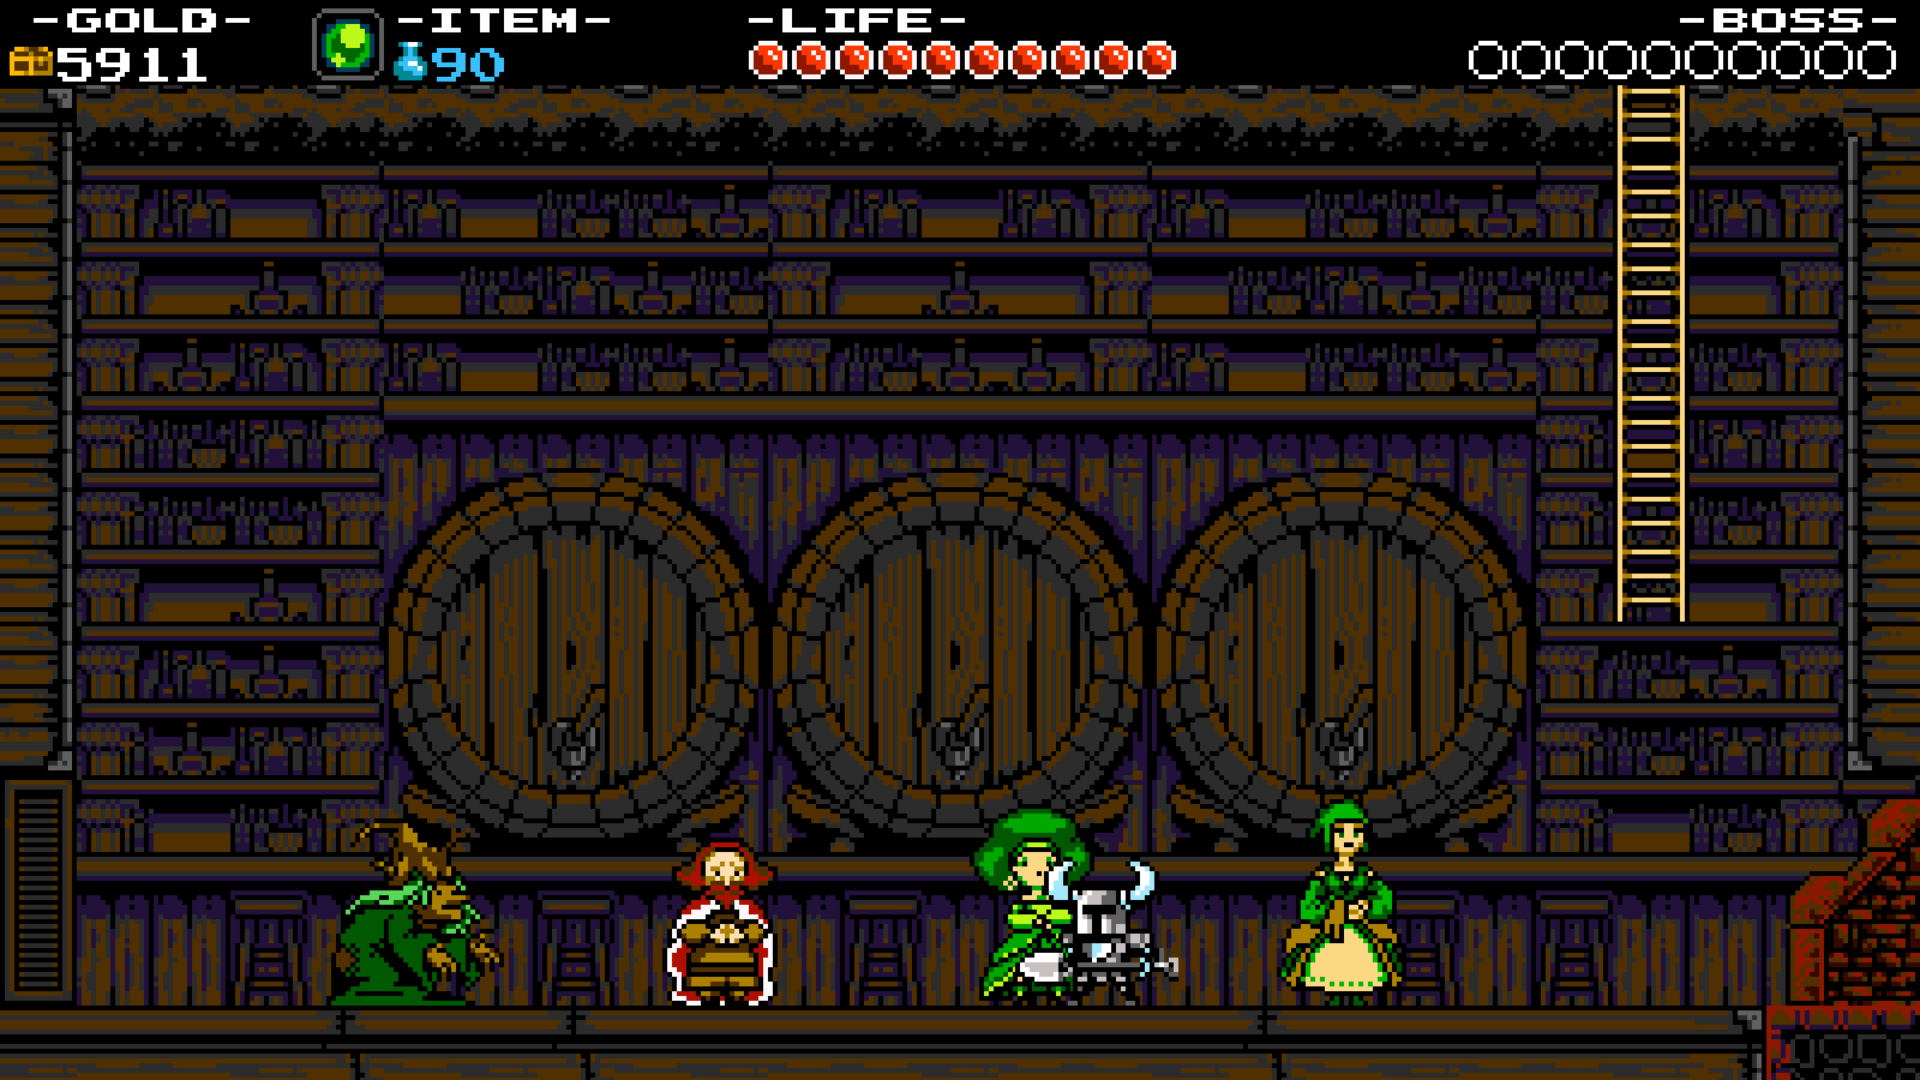 -GOLD-
5911
-ITEM-
90
-LIFE-
-BOSS-